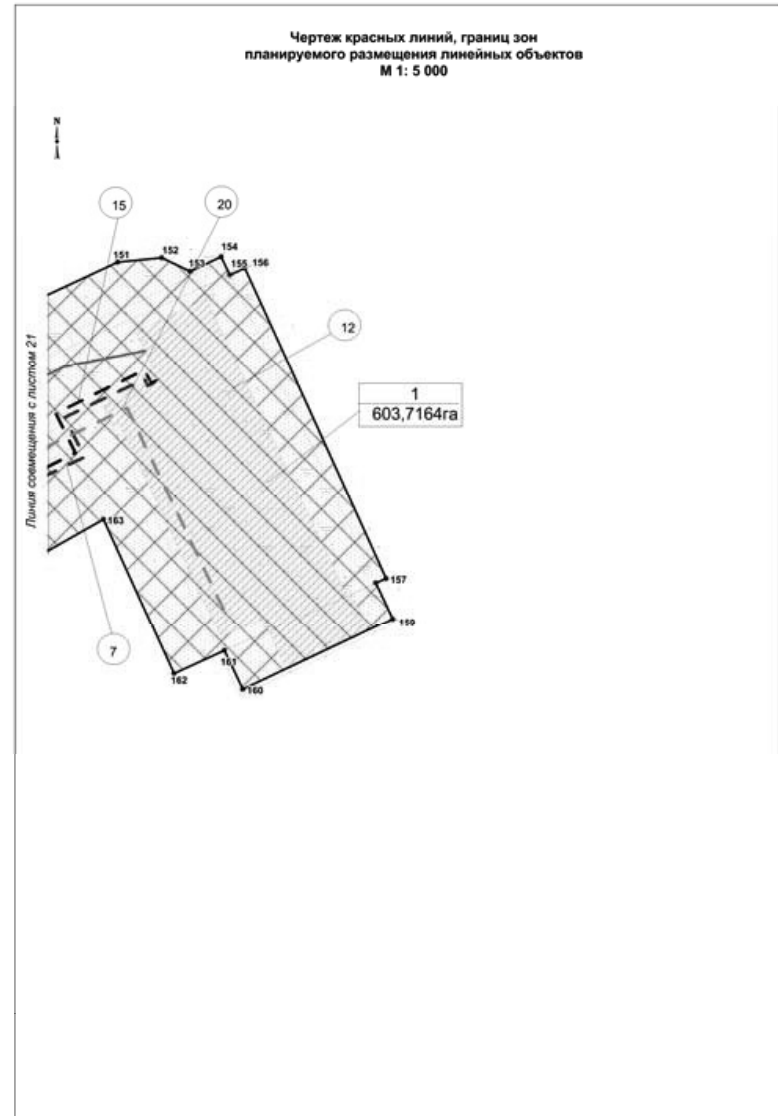 Чертеж красных линий, границ зон
планируемого размещения линейных объектов
М 1: 5 000
N
15
20
151
152
153
154
155
156
12
1
603,7164га
Линия совмещения с листом 21
163
157
159
7
161
162
160